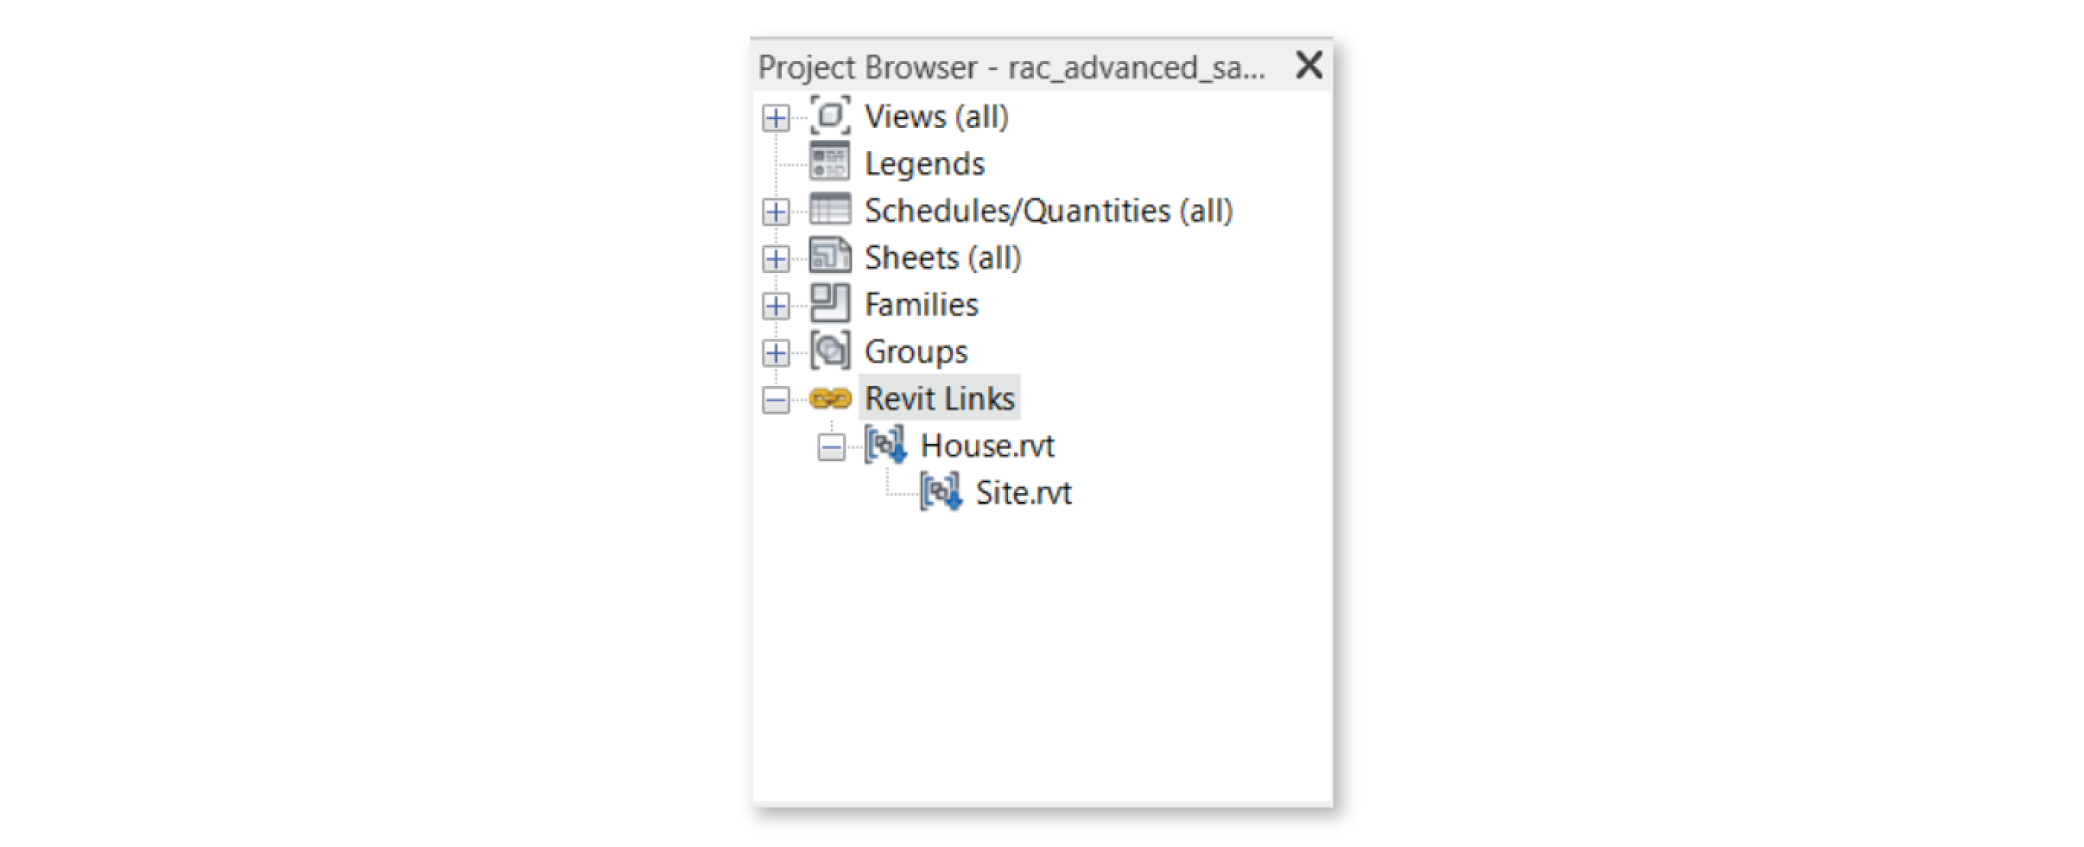 Project Browser - rac_advanced_sa...
Views (all)
Legends
Schedules/Quantities (all)
Sheets (all)
Families
Groups
Revit Links
House.rvt
Site.rvt